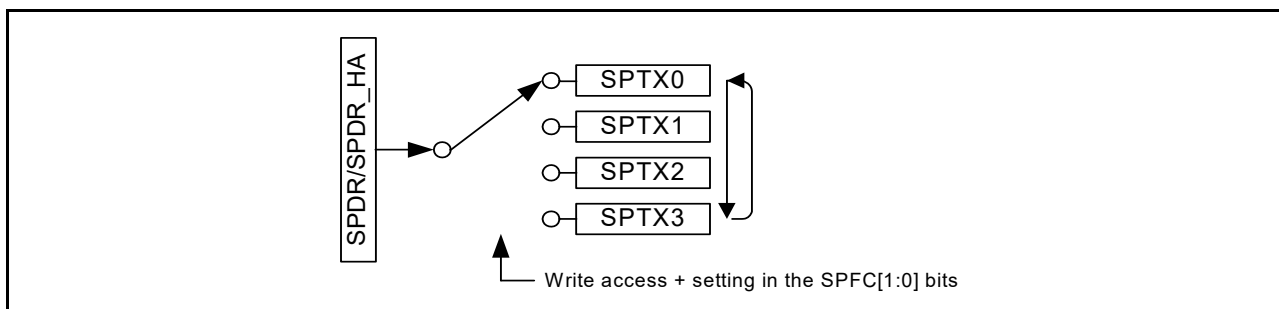 SPDR/SPDR_HA
SPTX0
SPTX1
SPTX2
SPTX3
Write access + setting in the SPFC[1:0] bits